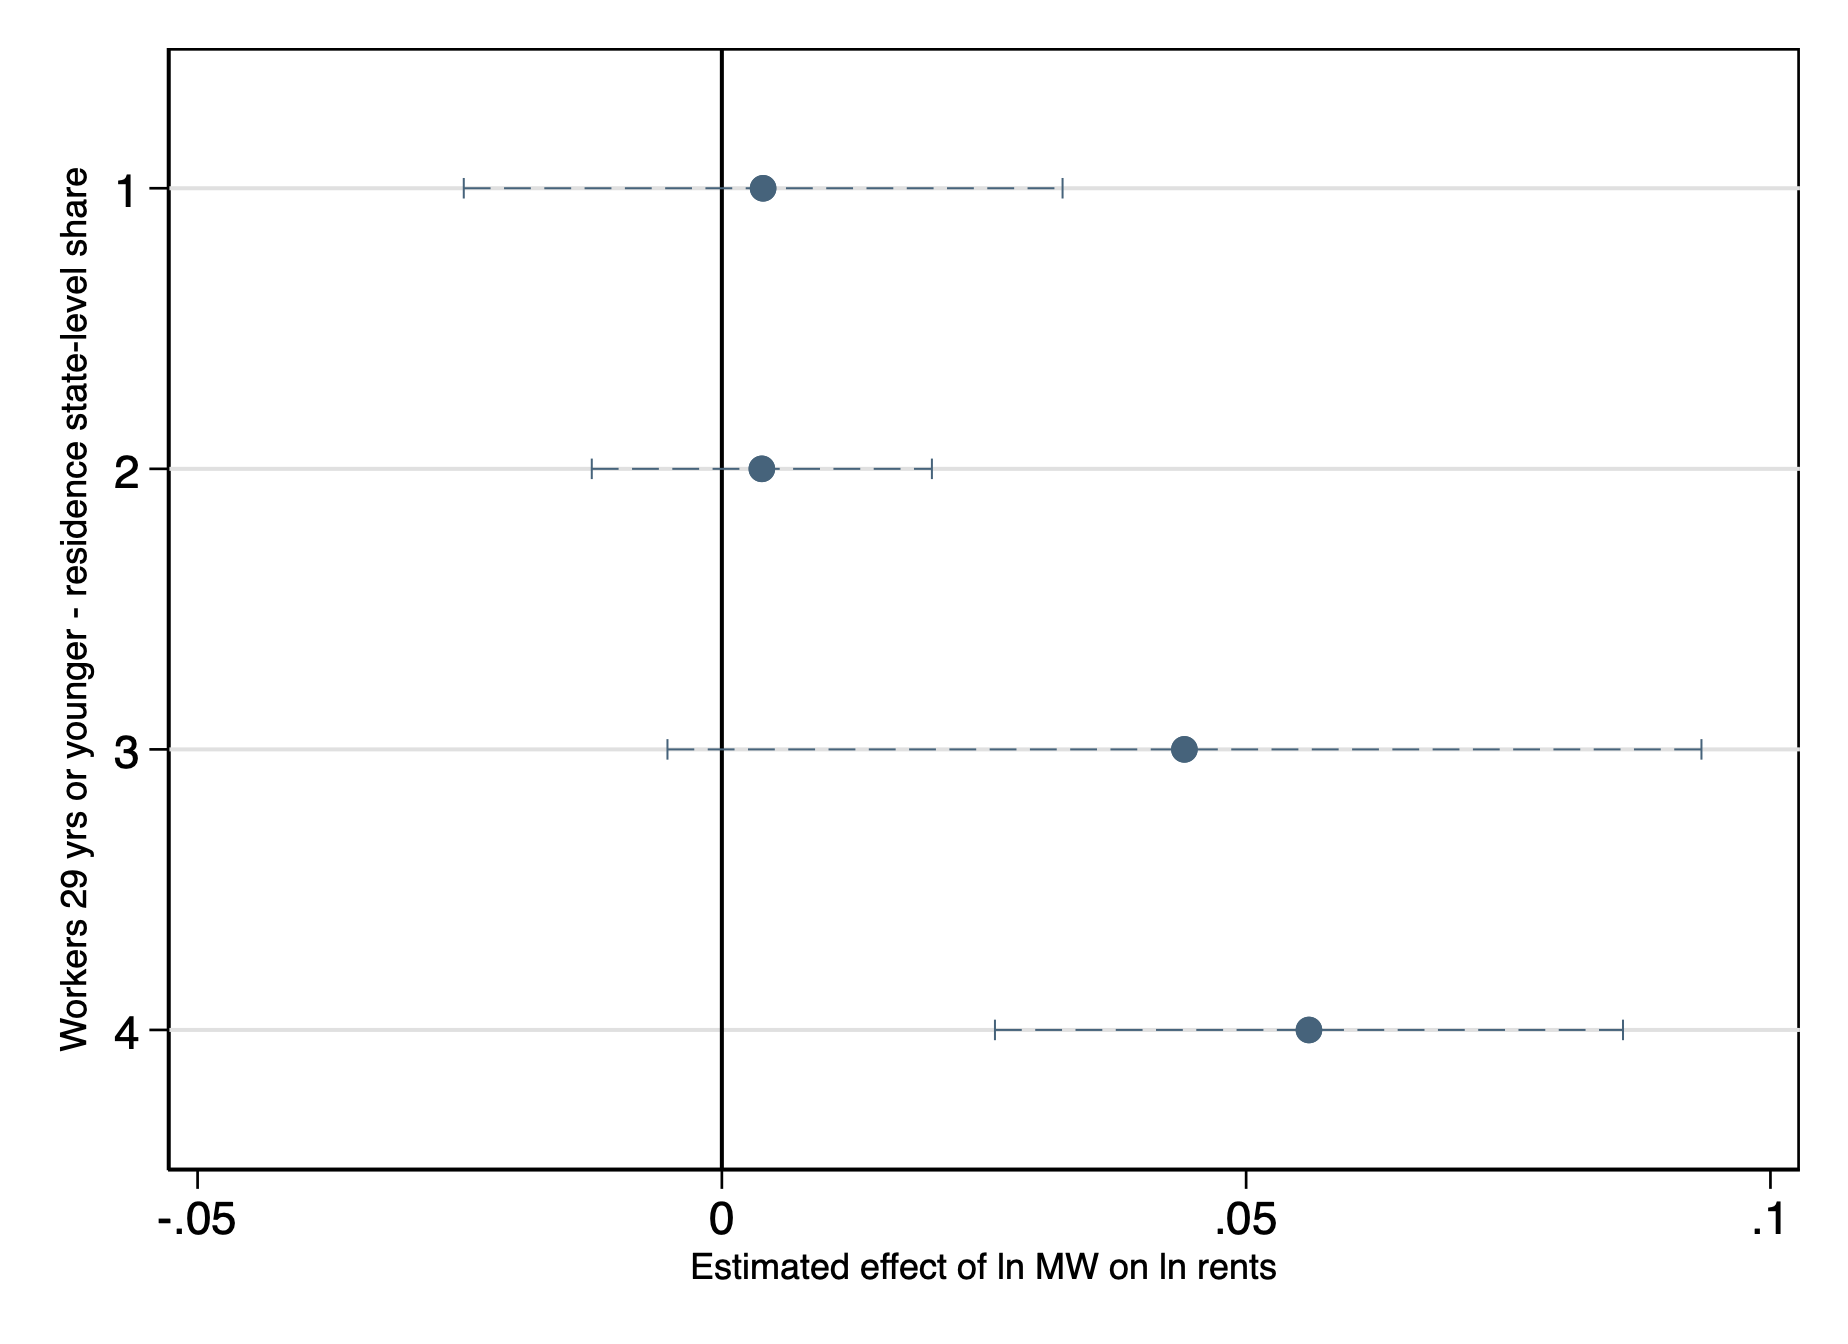 Workers 29 yrs or younger - residence state-level share
1
2
3
4
-.05 0 .05 .1
Estimated effect of ln MW on ln rents